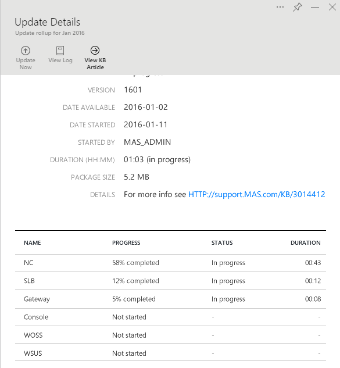 Update Details
Update rollup for Jan 2016
Update Now
View Log
View KB Article
VERSION 1601
DATE AVAILABLE 2016-01-02
DATE STARTED 2016-01-11
STARTED BY MAS_ADMIN
DURATION (HH:MM) 01:03 (in progress)
PACKAGE SIZE 5.2 MB
DETAILS For more info see HTTP://support.MAS.com/KB/3014412
NAME PROGRESS STATUS DURATION
NC 58% completed In progress 00:43
SLB 12% completed In progress 00:12
Gateway 5% completed In progress 00:08
Console Not started - -
WOSS Not started - -
WSUS Not started - -